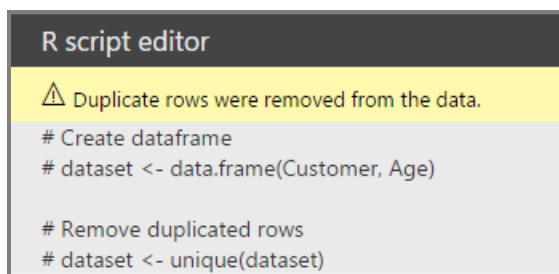 R script editor
⚠ Duplicate rows were removed from the data.
# Create dataframe
# dataset <- data.frame(Customer, Age)
# Remove duplicated rows
# dataset <- unique(dataset)